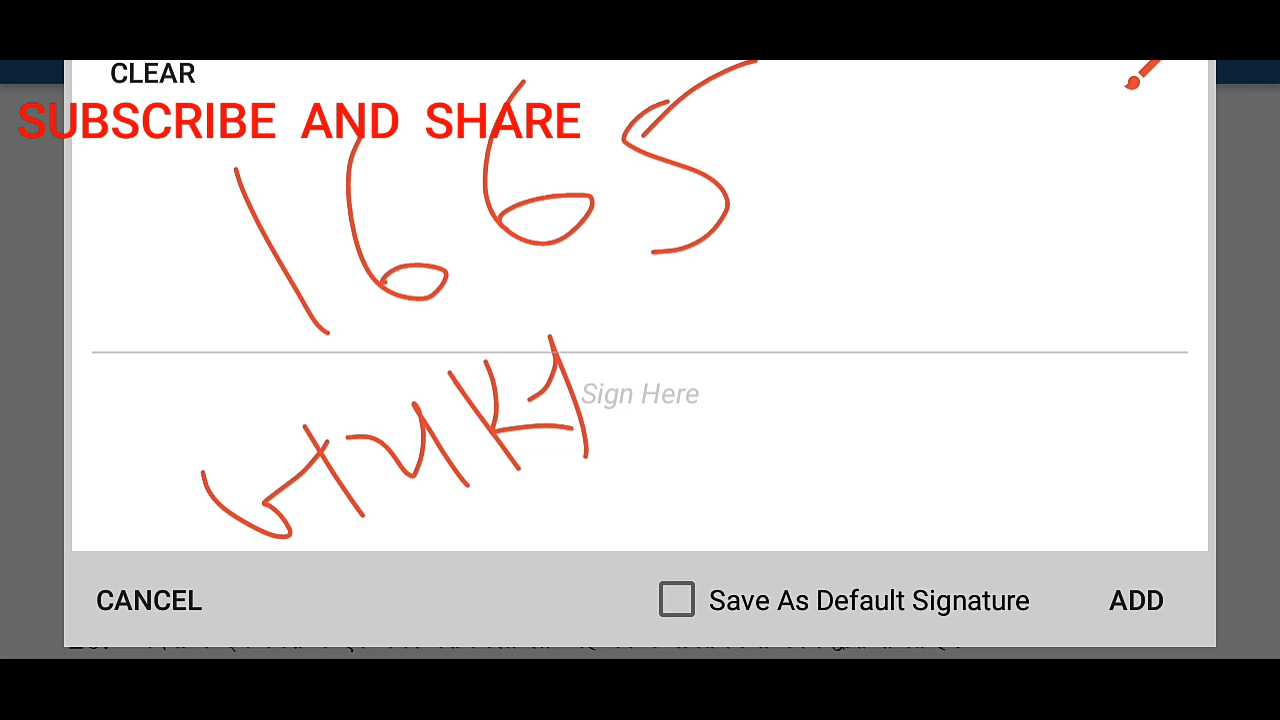 CLEAR
SUBSCRIBE AND SHARE
1665
Sign Here
CANCEL Save As Default Signature ADD